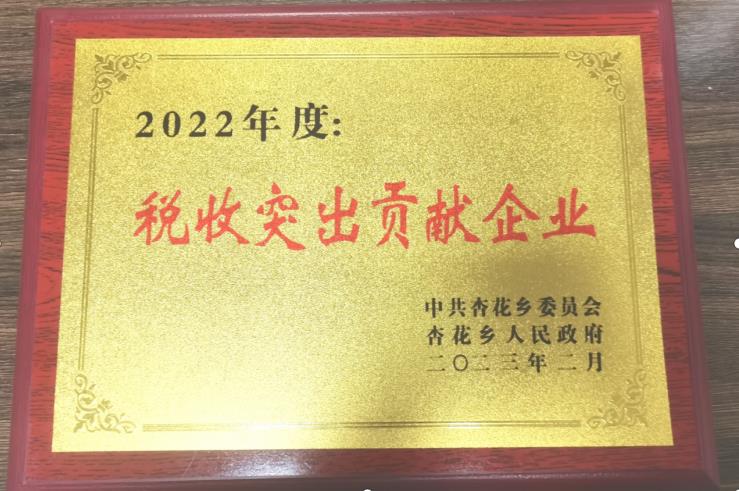 2022年度:
税收突出贡献企业
中共杏花乡委员会
杏花乡人民政府
二〇二三年二月